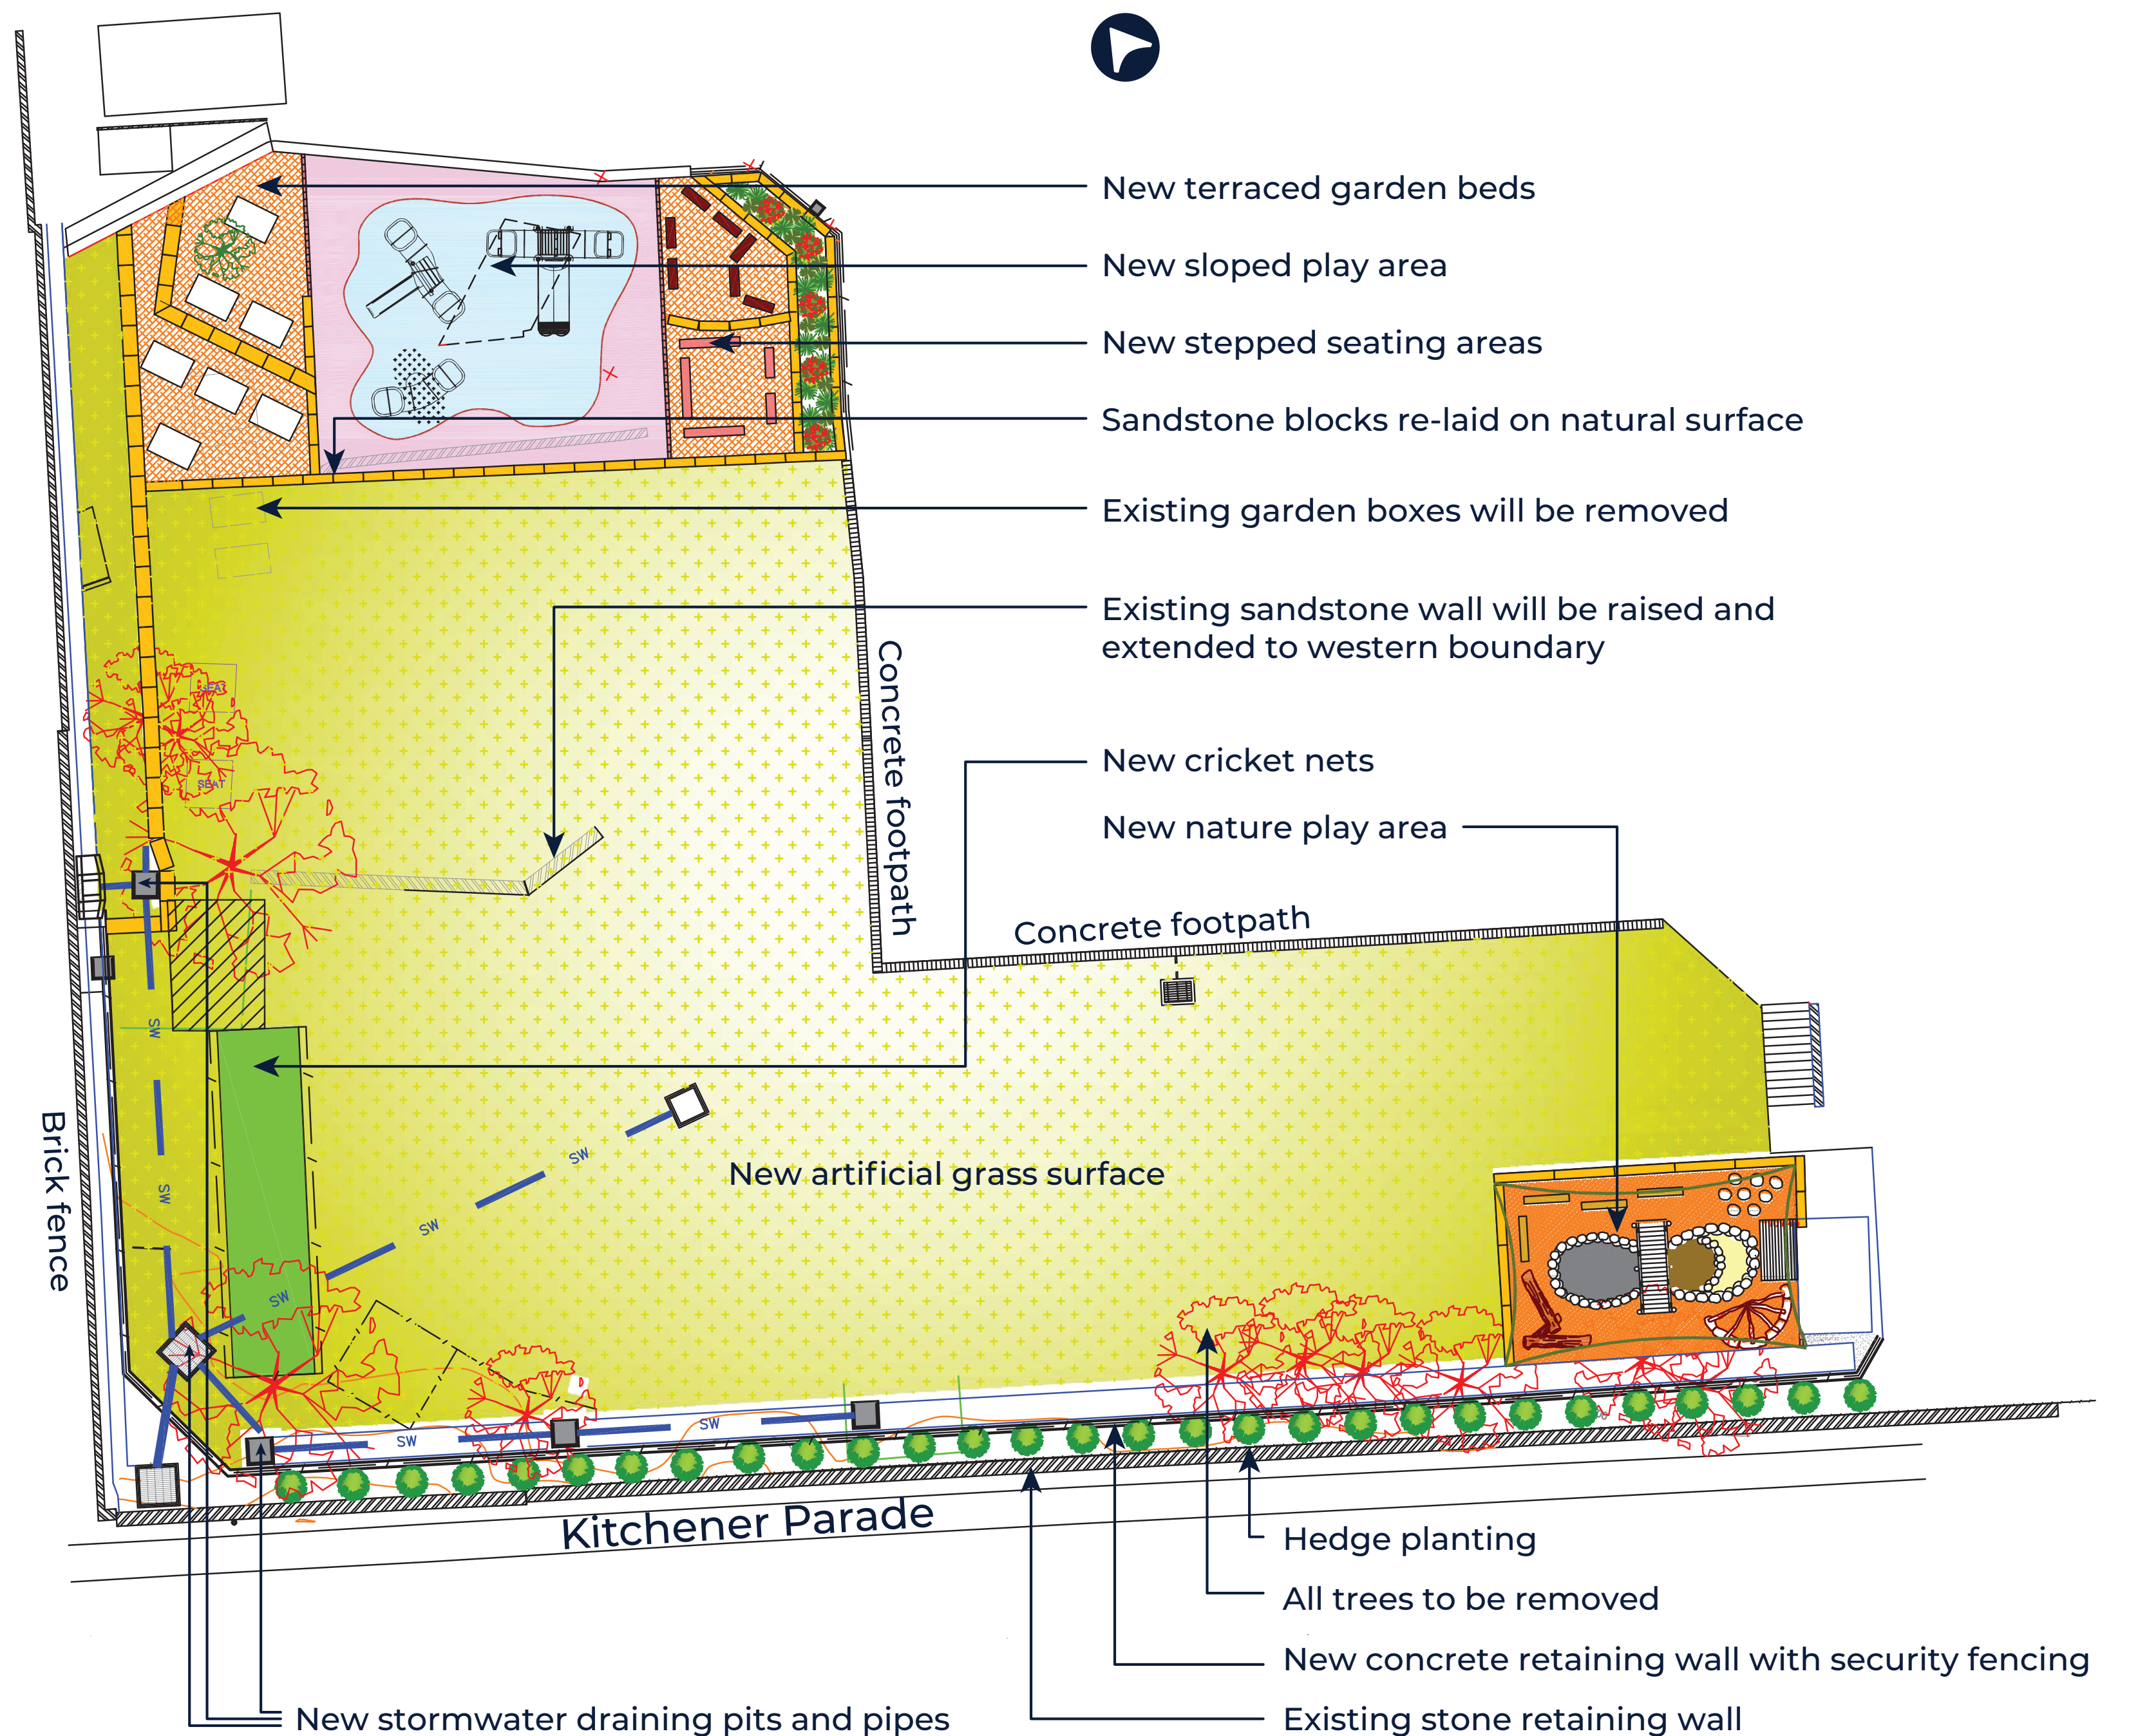 New terraced garden beds
New sloped play area
New stepped seating areas
Sandstone blocks re-laid on natural surface
Existing garden boxes will be removed
Existing sandstone wall will be raised and
extended to western boundary
Concrete footpath
SEAT
SEAT
New cricket nets
New nature play area
Concrete footpath
SW
SW
SW
SW
SW
Brick fence
New artificial grass surface
SW
SW
Kitchener Parade
Hedge planting
All trees to be removed
New concrete retaining wall with security fencing
New stormwater draining pits and pipes
Existing stone retaining wall